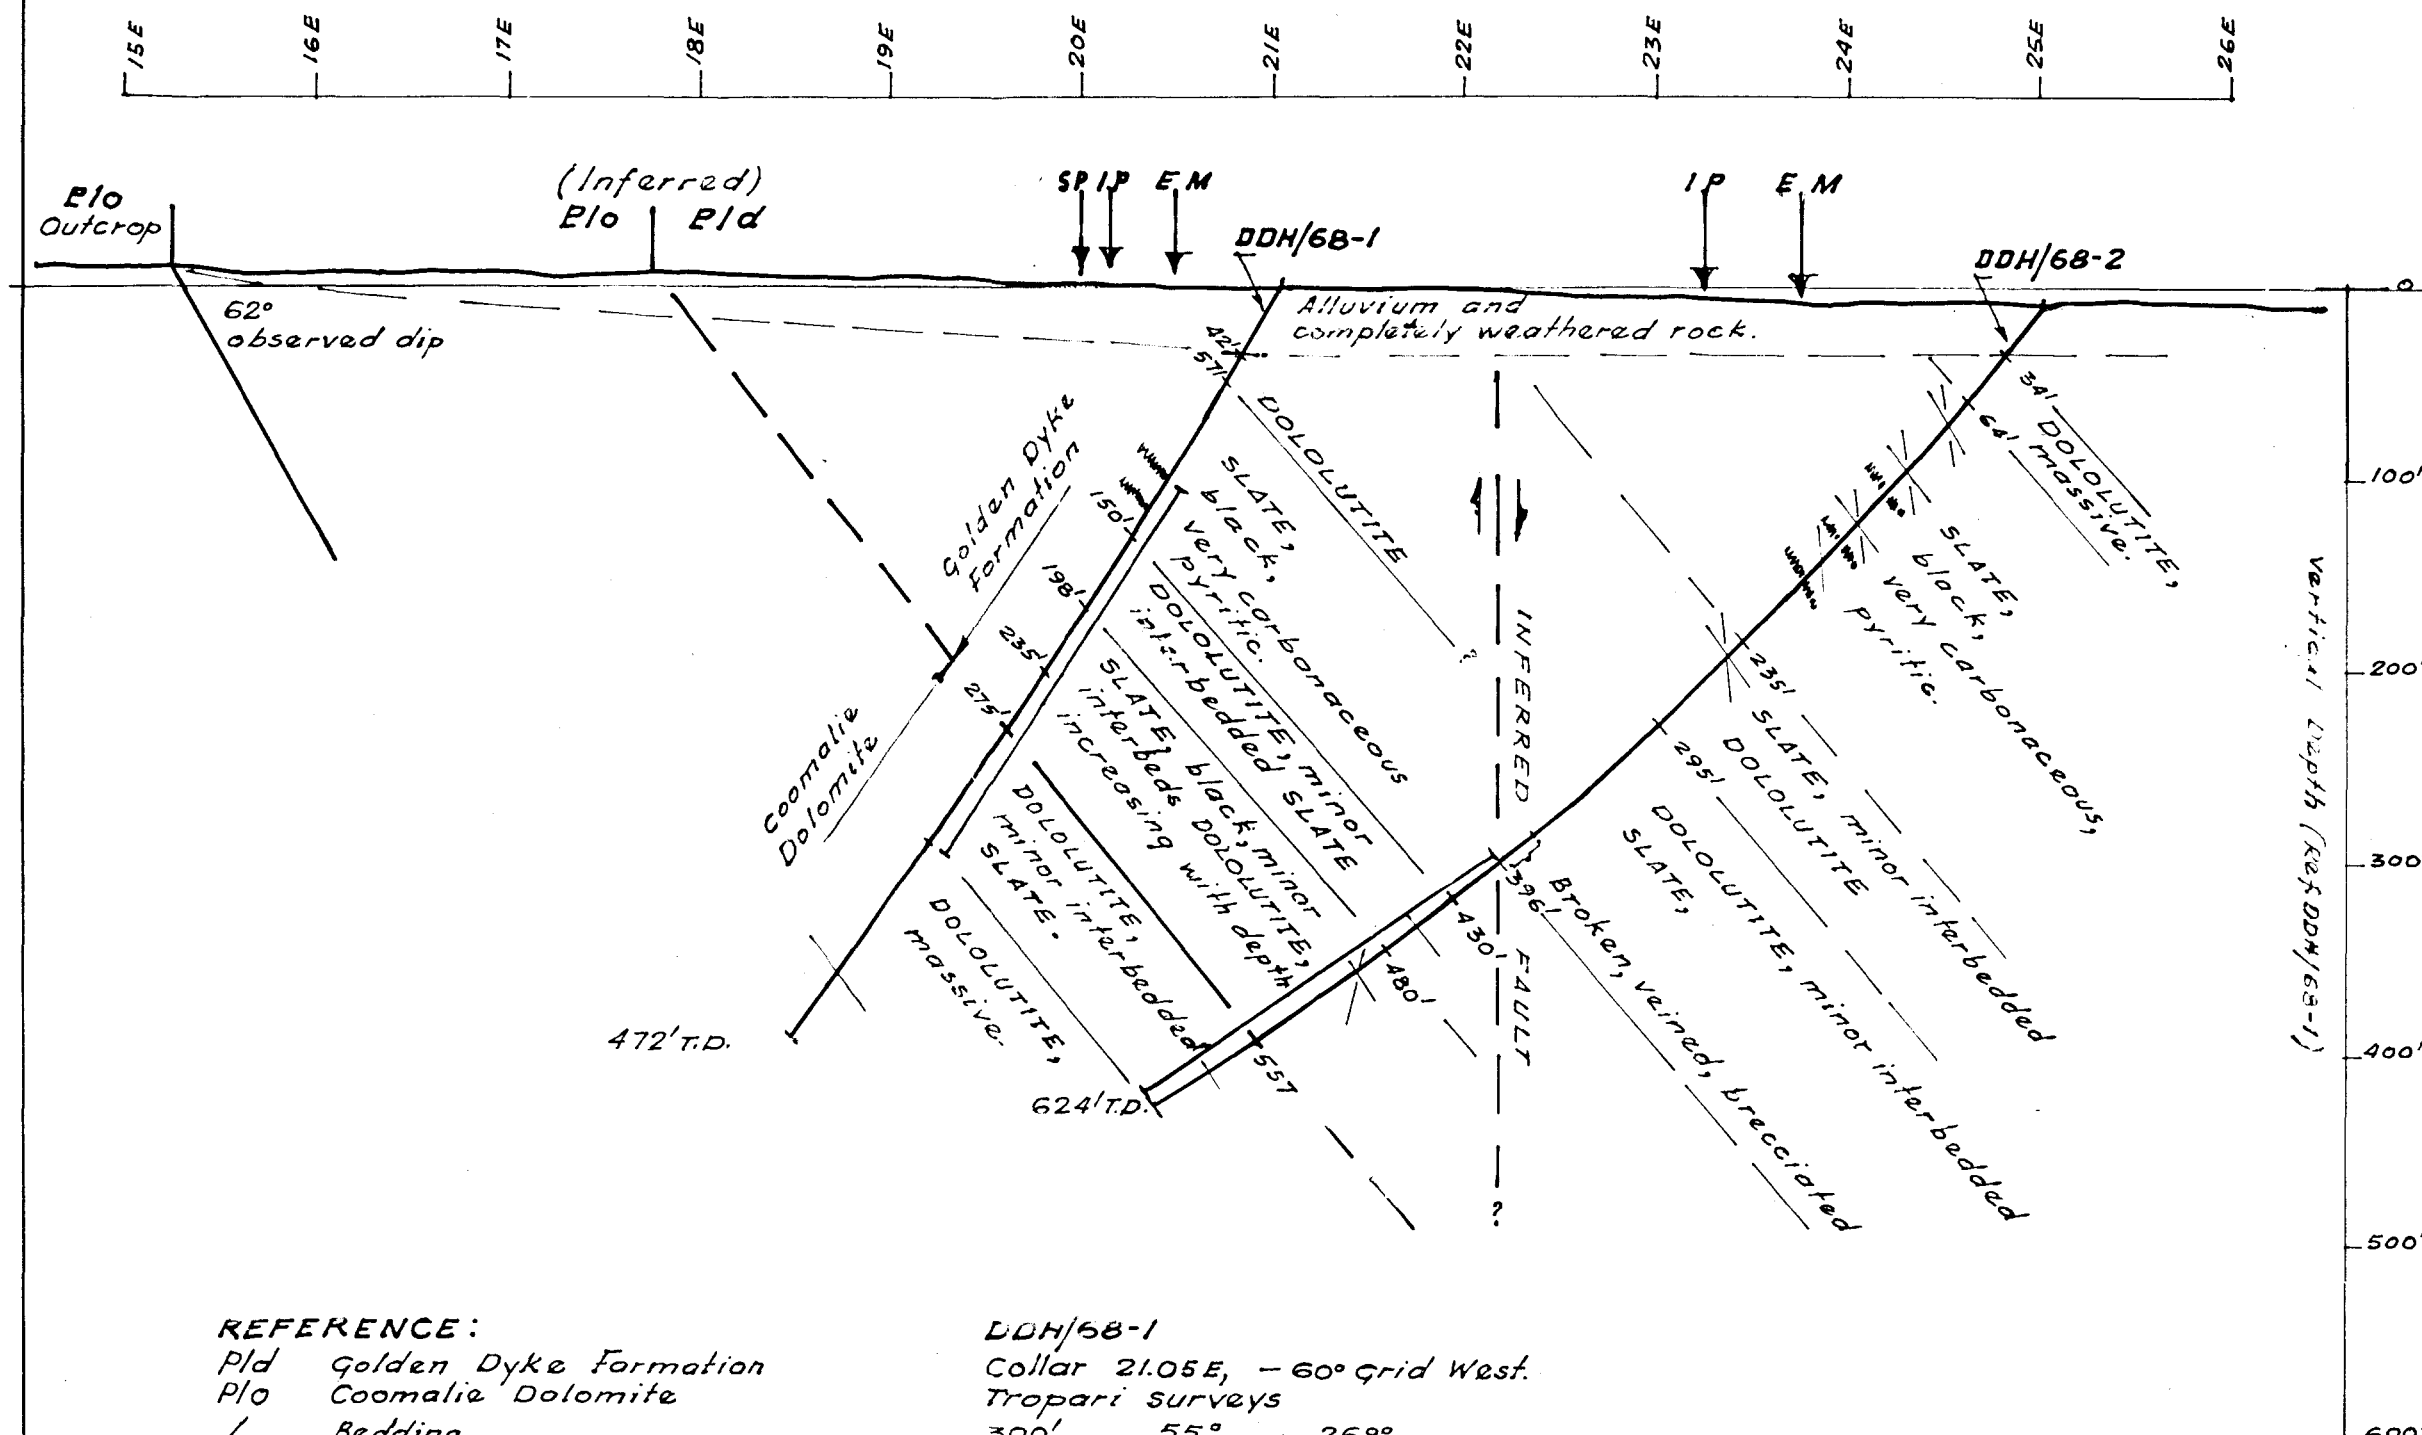 15E
16E
17E
18E
19E
20E
21E
22E
23E
24E
25E
26E
Plo
Outcrop
(Inferred)
Plo Pld
SP IP EM
IP EM
DDH/68-1
DDH/68-2
62°
observed dip
Alluvium and
completely weathered rock.
0
100'
200'
300'
400'
500'
600'
Vertical Depth (Ref DDH/68-1)
42'
57'
150'
198'
235'
275'
472' T.D.
Golden Dyke
Formation
Coomalie
Dolomite
DOLOLUTITE
?
SLATE,
black,
very carbonaceous
pyritic.
DOLOLUTITE, minor
interbedded SLATE
SLATE, black, minor
interbeds DOLOLUTITE,
increasing with depth
DOLOLUTITE,
minor interbedded
SLATE.
DOLOLUTITE,
massive.
INFERRED FAULT
?
34'
64'
235'
295'
396'
430'
480'
557
624' T.D.
DOLOLUTITE,
massive.
SLATE,
black,
very carbonaceous,
pyritic.
SLATE, minor interbedded
DOLOLUTITE
DOLOLUTITE, minor interbedded
SLATE,
Broken, veined, brecciated
REFERENCE:
Pld Golden Dyke Formation
Plo Coomalie Dolomite
/ Bedding
DDH/68-1
Collar 21.05E, - 60° Grid West.
Tropari Surveys
300' 55° 269°